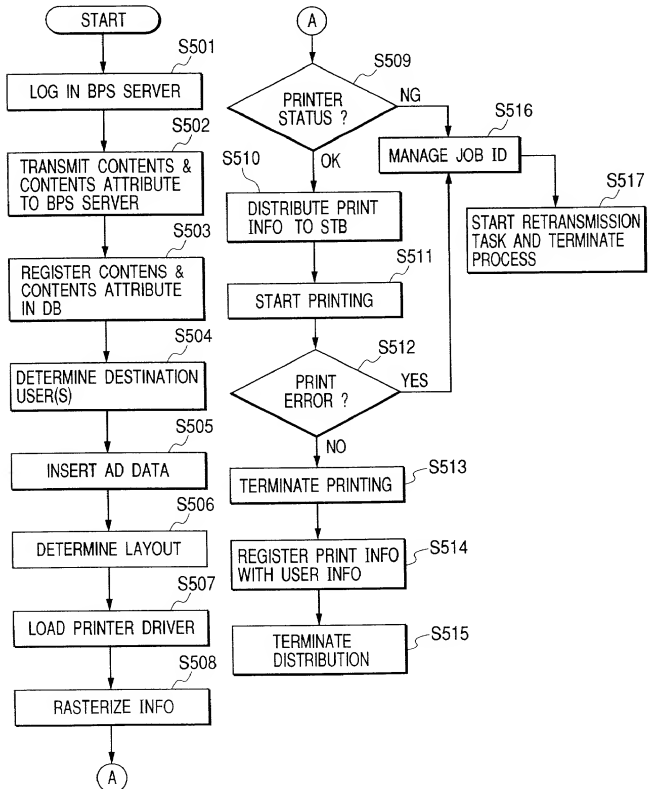 START
S501
LOG IN BPS SERVER
S502
TRANSMIT CONTENTS &
CONTENTS ATTRIBUTE
TO BPS SERVER
S503
REGISTER CONTENS &
CONTENTS ATTRIBUTE
IN DB
S504
DETERMINE DESTINATION
USER(S)
S505
INSERT AD DATA
S506
DETERMINE LAYOUT
S507
LOAD PRINTER DRIVER
S508
RASTERIZE INFO
A
A
S509
PRINTER
STATUS ?
NG
OK
S510
DISTRIBUTE PRINT
INFO TO STB
S511
START PRINTING
S512
PRINT
ERROR ?
YES
NO
S513
TERMINATE PRINTING
S514
REGISTER PRINT INFO
WITH USER INFO
S515
TERMINATE
DISTRIBUTION
S516
MANAGE JOB ID
S517
START RETRANSMISSION
TASK AND TERMINATE
PROCESS